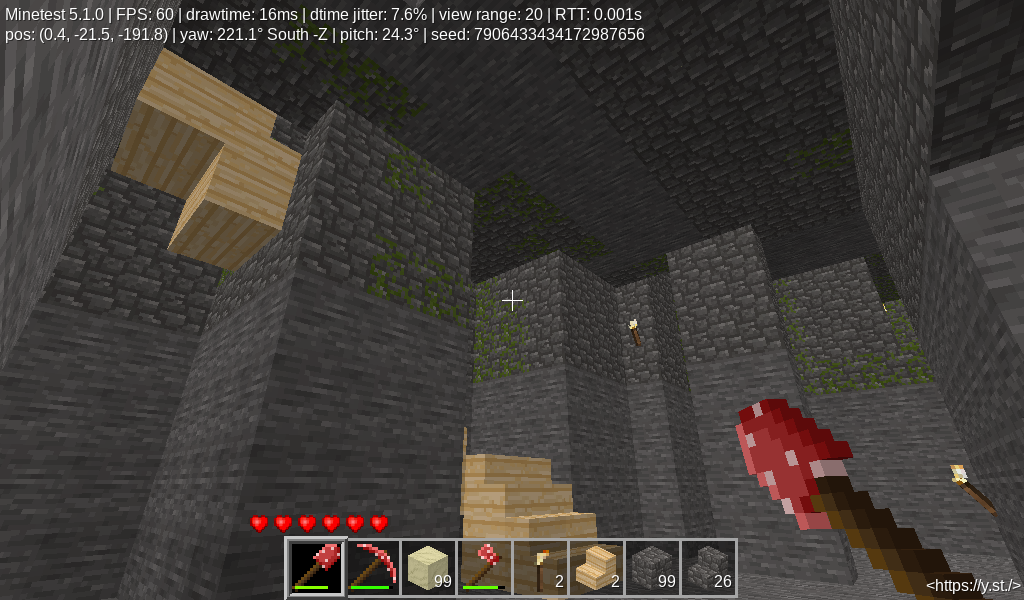 Minetest 5.1.0 | FPS: 60 | drawtime: 16ms | dtime jitter: 7.6% | view range: 20 | RTT: 0.001s
pos: (0.4, -21.5, -191.8) | yaw: 221.1° South -Z | pitch: 24.3° | seed: 7906433434172987656
99 2 2 99 26
<https://y.st./>